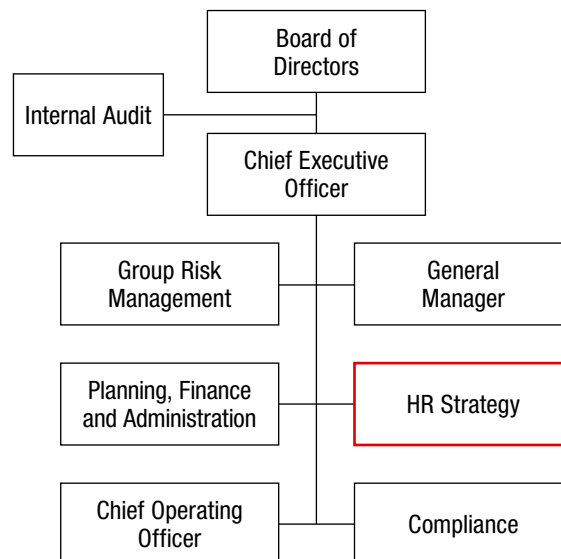 Board of
Directors
Internal Audit
Chief Executive
Officer
Group Risk
Management
General
Manager
Planning, Finance
and Administration
HR Strategy
Chief Operating
Officer
Compliance